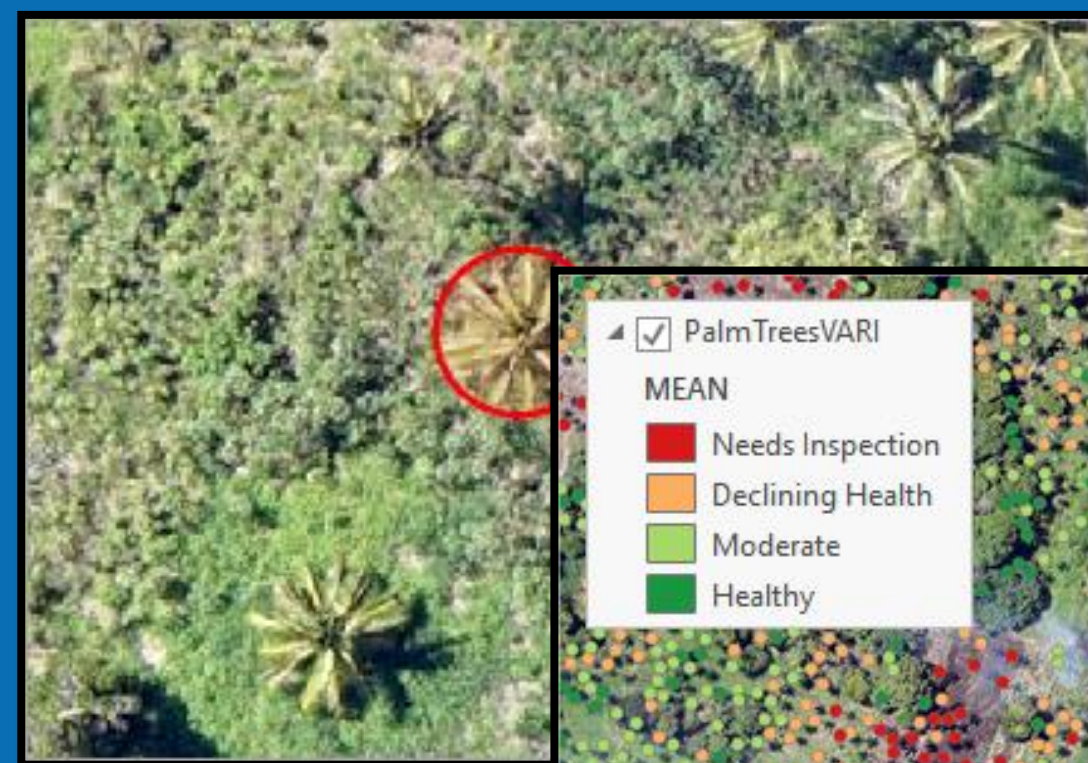 PalmTreesVARI
MEAN
Needs Inspection
Declining Health
Moderate
Healthy